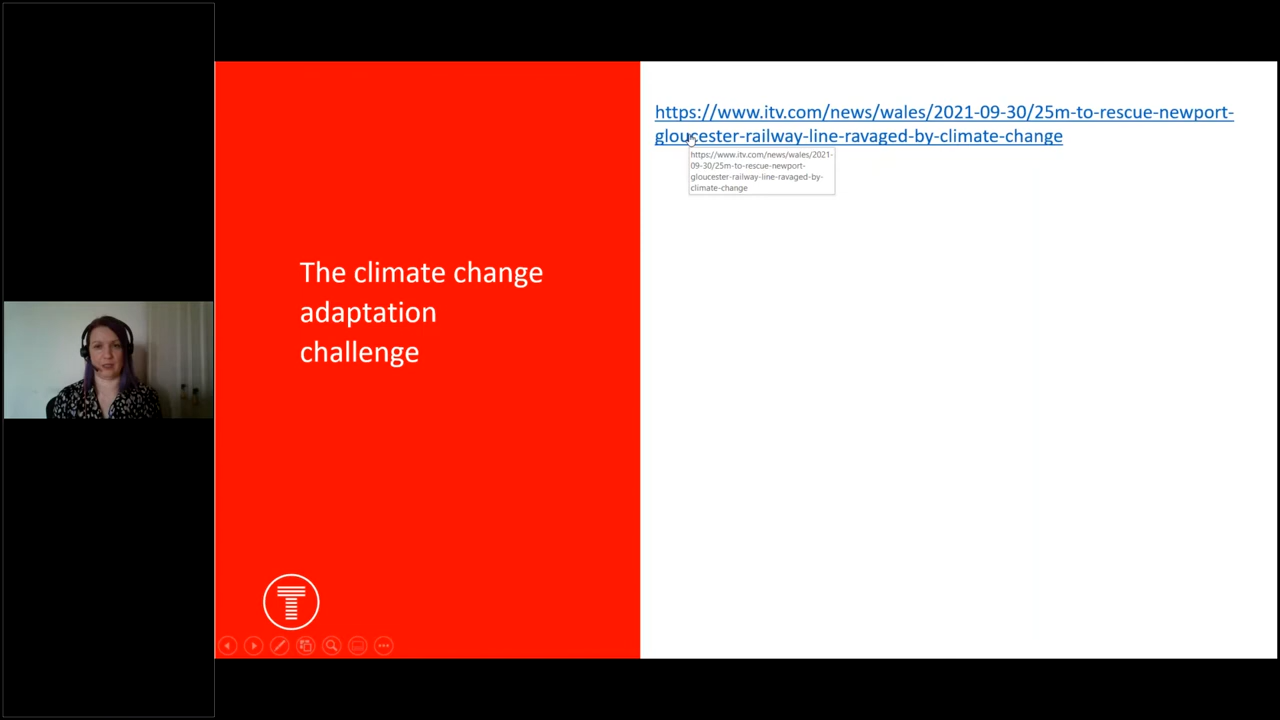 https://www.itv.com/news/wales/2021-09-30/25m-to-rescue-newport-
gloucester-railway-line-ravaged-by-climate-change
https://www.itv.com/news/wales/2021-
09-30/25m-to-rescue-newport-
gloucester-railway-line-ravaged-by-
climate-change
The climate change
adaptation
challenge
T